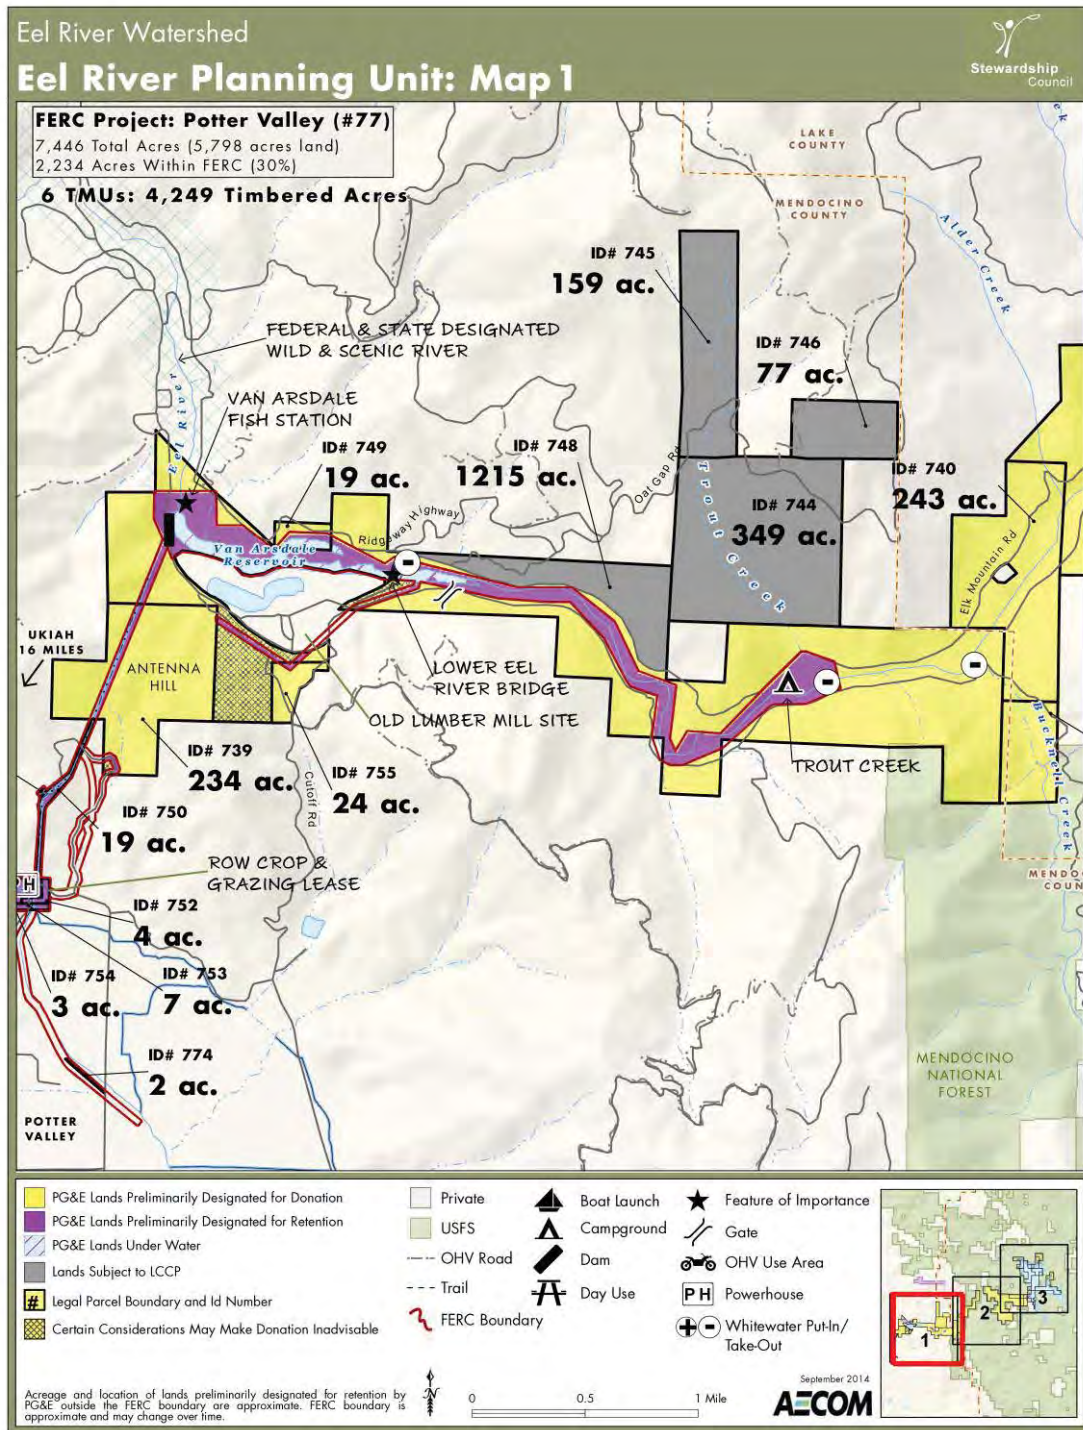 Eel River Watershed
Eel River Planning Unit: Map 1
Stewardship
Council
FERC Project: Potter Valley (#77)
7,446 Total Acres (5,798 acres land)
2,234 Acres Within FERC (30%)
6 TMUs: 4,249 Timbered Acres
LAKE
COUNTY
MENDOCINO
COUNTY
Alder Creek
ID# 745
159 ac.
ID# 746
77 ac.
FEDERAL & STATE DESIGNATED
WILD & SCENIC RIVER
Eel River
VAN ARSDALE
FISH STATION
ID# 749
19 ac.
ID# 748
1215 ac.
Oat Gap Rd
Ridgeway Highway
Trout Creek
ID# 744
349 ac.
ID# 740
243 ac.
Elk Mountain Rd
Van Arsdale
Reservoir
UKIAH
16 MILES
ANTENNA
HILL
LOWER EEL
RIVER BRIDGE
OLD LUMBER MILL SITE
TROUT CREEK
Bucknell Creek
ID# 739
234 ac.
ID# 755
24 ac.
Cutoff Rd
ID# 750
19 ac.
ROW CROP &
GRAZING LEASE
PH
ID# 752
4 ac.
ID# 754
3 ac.
ID# 753
7 ac.
ID# 774
2 ac.
POTTER
VALLEY
MENDOCINO
NATIONAL
FOREST
PG&E Lands Preliminarily Designated for Donation
PG&E Lands Preliminarily Designated for Retention
PG&E Lands Under Water
Lands Subject to LCCP
# Legal Parcel Boundary and Id Number
Certain Considerations May Make Donation Inadvisable
Private
USFS
OHV Road
Trail
FERC Boundary
Boat Launch
Campground
Dam
Day Use
Feature of Importance
Gate
OHV Use Area
PH Powerhouse
Whitewater Put-In/
Take-Out
1
2
3
Acreage and location of lands preliminarily designated for retention by
PG&E outside the FERC boundary are approximate. FERC boundary is
approximate and may change over time.
N
0 0.5 1 Mile
September 2014
AECOM